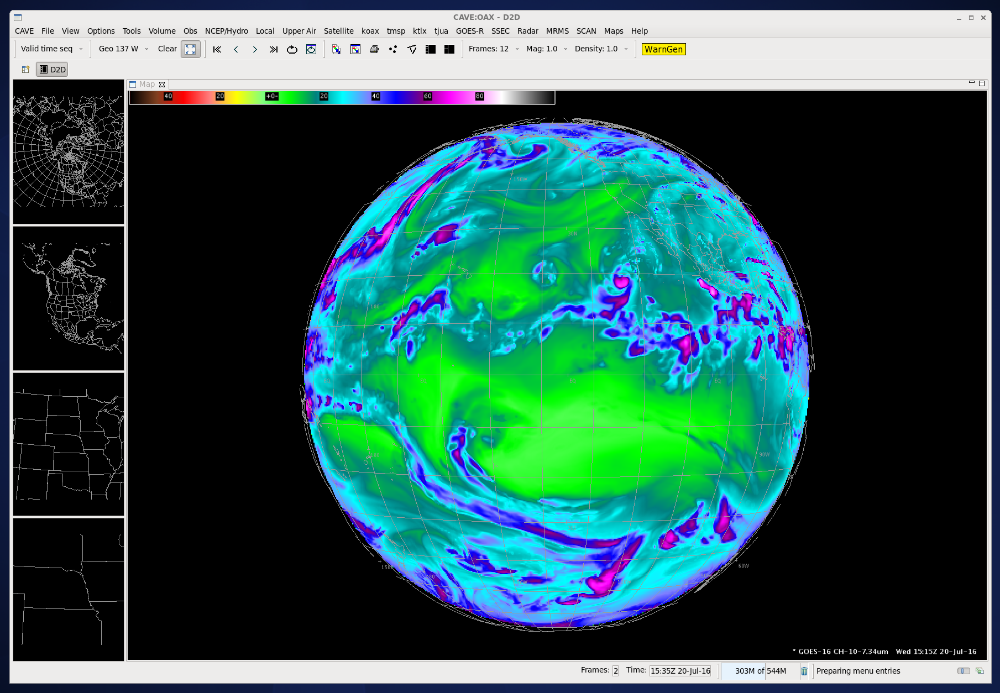 CAVE:OAX - D2D
CAVE File View Options Tools Volume Obs NCEP/Hydro Local Upper Air Satellite koax tmsp ktlx tjua GOES-R SSEC Radar MRMS SCAN Maps Help
Valid time seq Geo 137 W Clear Frames: 12 Mag: 1.0 Density: 1.0 WarnGen
D2D
Map
40 20 +0- 20 40 60 80
150W
30N
180
EQ
EQ
90W
60W
* GOES-16 CH-10-7.34um Wed 15:15Z 20-Jul-16
Frames: 2 Time: 15:35Z 20-Jul-16 303M of 544M Preparing menu entries